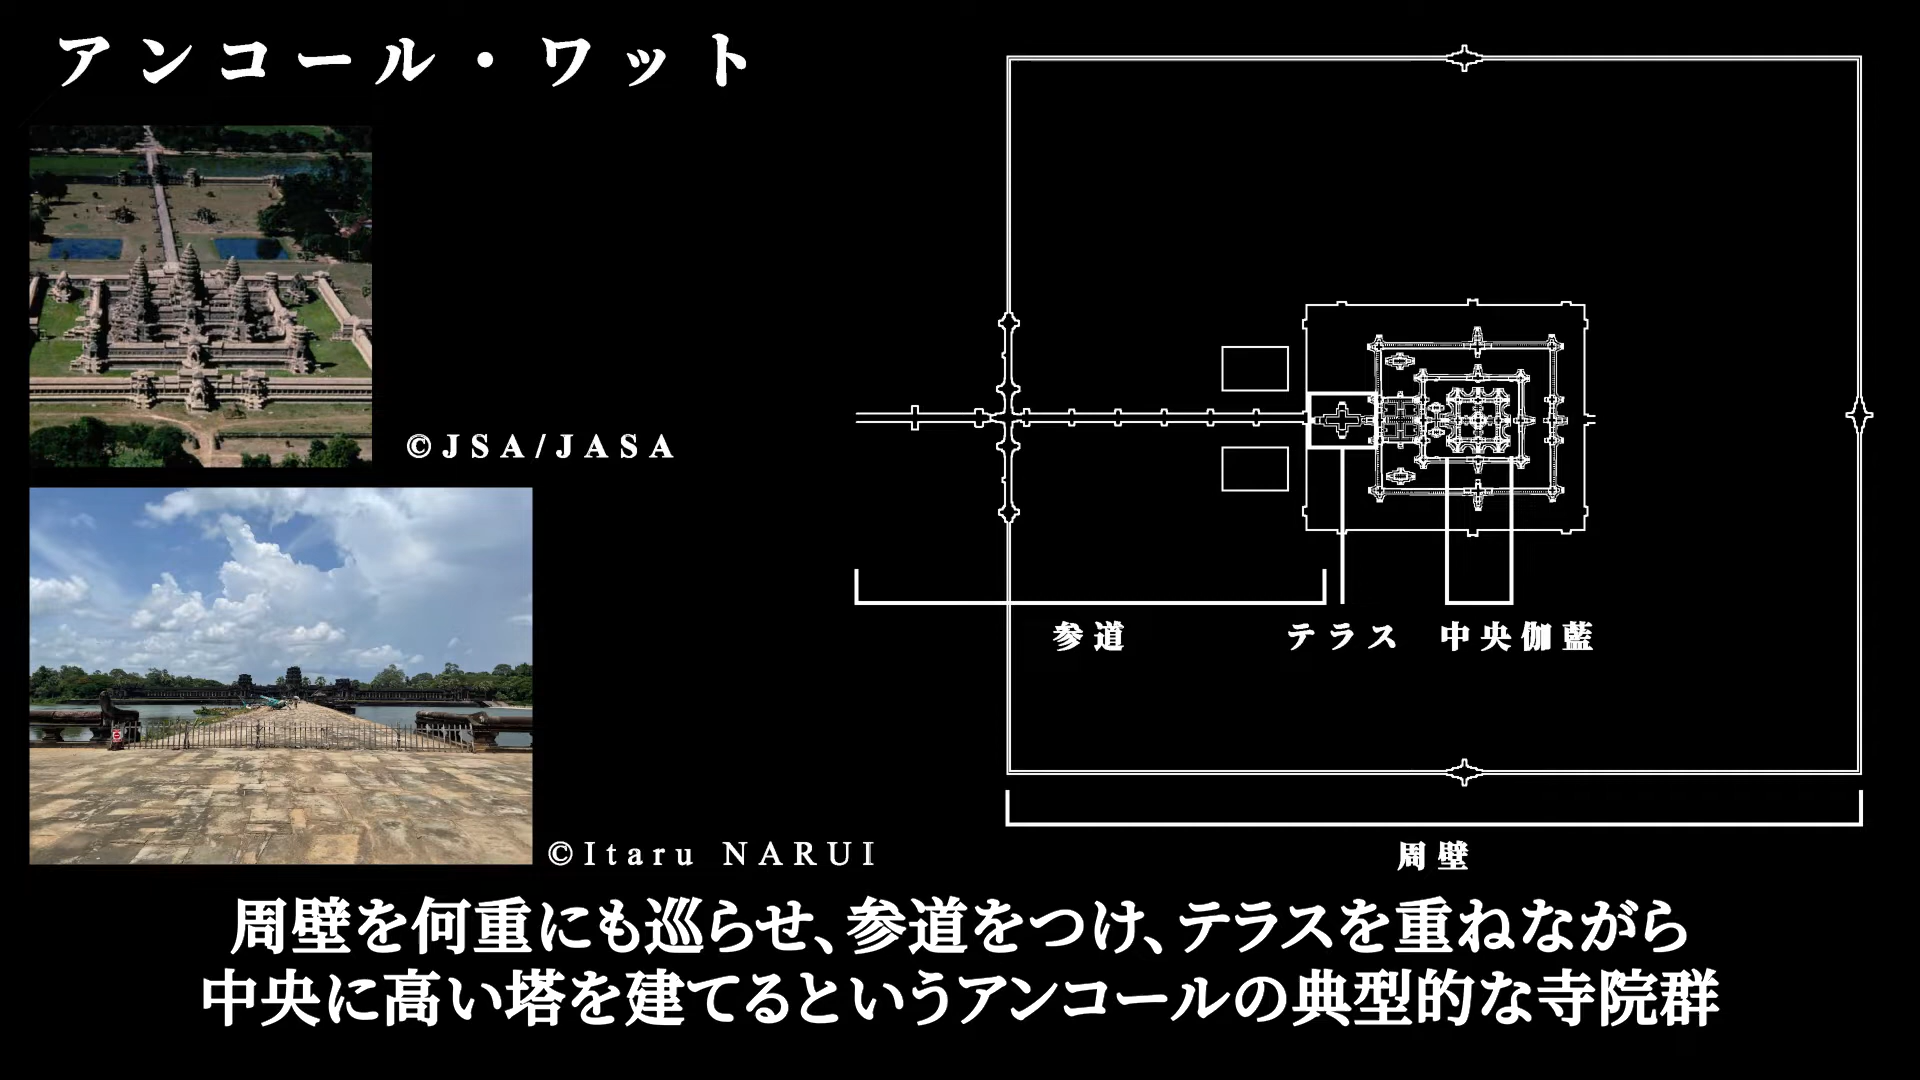 アンコール・ワット
©JSA/JASA
©Itaru NARUI
参道
テラス
中央伽藍
周壁
周壁を何重にも巡らせ、参道をつけ、テラスを重ねながら
中央に高い塔を建てるというアンコールの典型的な寺院群